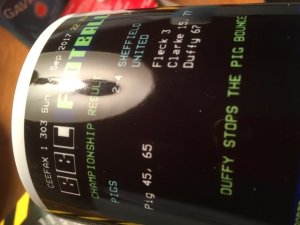 CEEFAX 1 303 Sun Sep 2017
BBC FOOTBALL
CHAMPIONSHIP RESULT
PIGS 2-4 SHEFFIELD UNITED
Pig 45, 65 Fleck 3
Clarke 15, 77
Duffy 67
DUFFY STOPS THE PIG BOUNCE